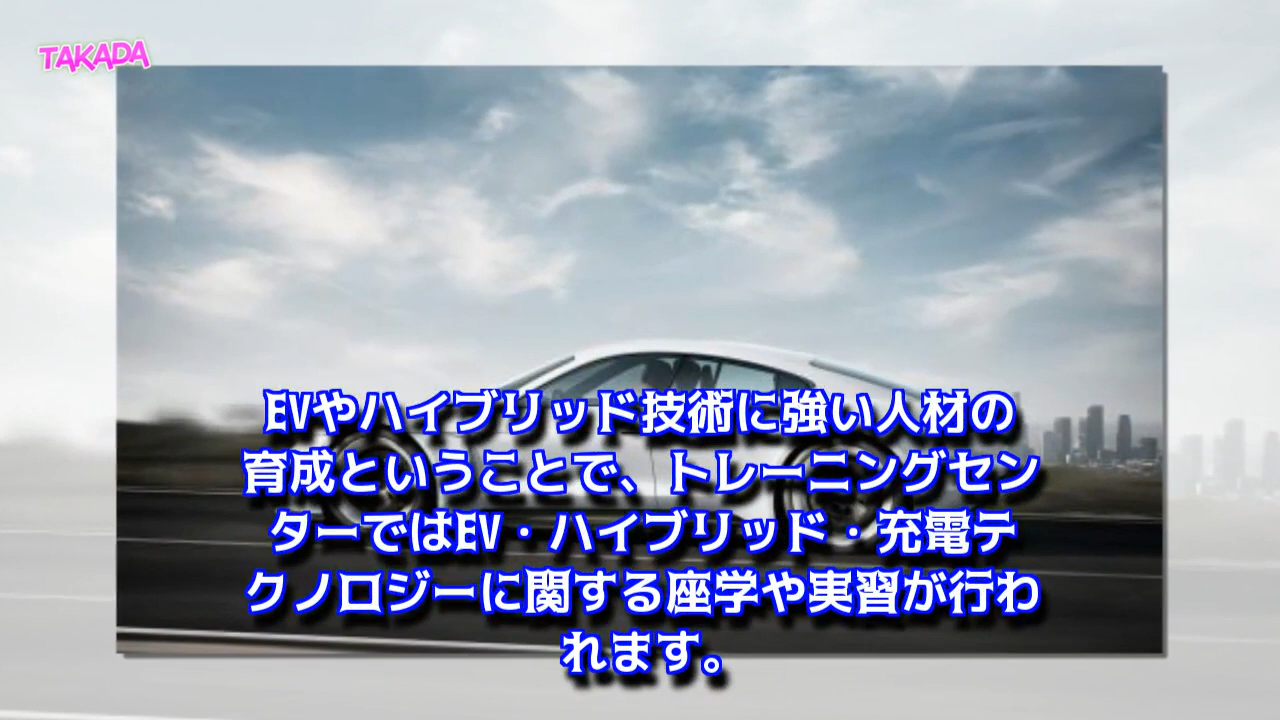 TAKADA
EVやハイブリッド技術に強い人材の
育成ということで、トレーニングセン
ターではEV・ハイブリッド・充電テ
クノロジーに関する座学や実習が行わ
れます。